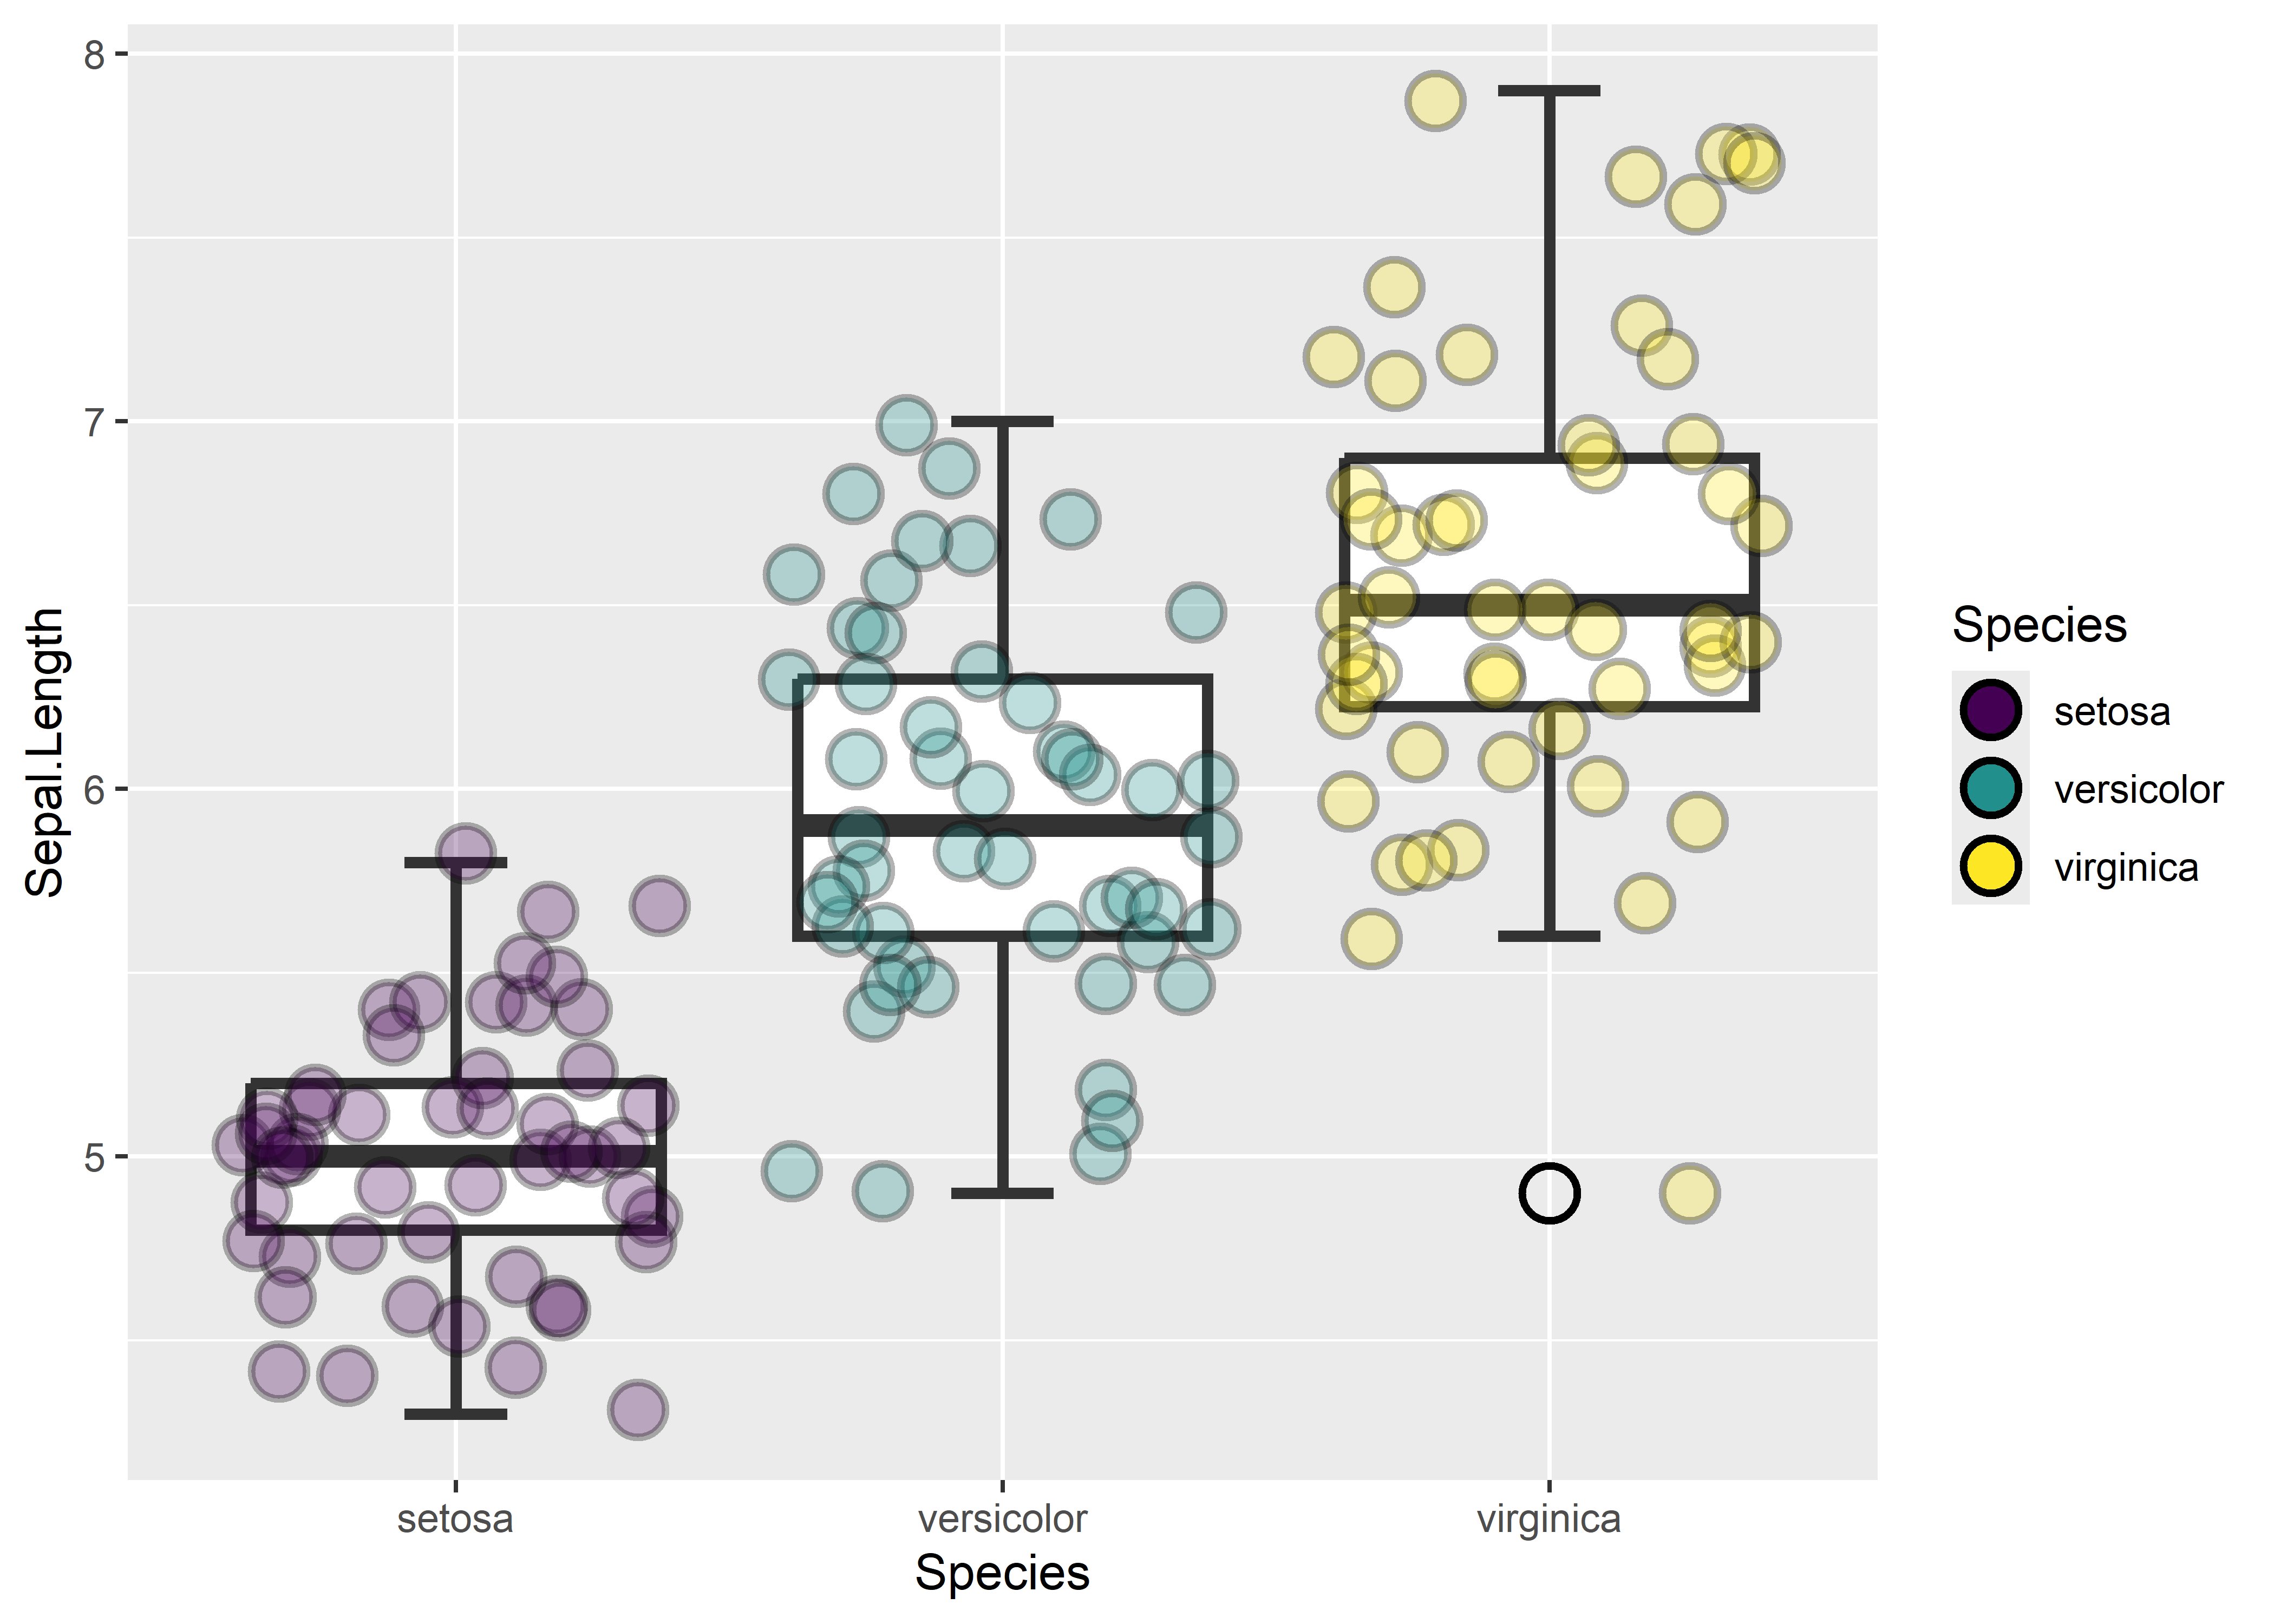 8
7
6
5
Sepal.Length
setosa
versicolor
virginica
Species
Species
setosa
versicolor
virginica